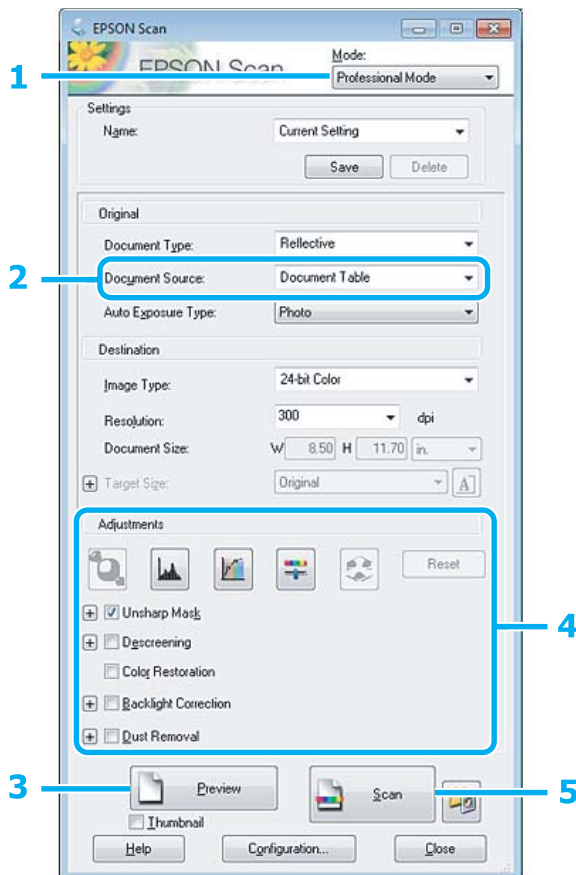 EPSON Scan
EPSON Scan
Mode:
1
Professional Mode
Settings
Name:
Current Setting
Save
Delete
Original
Document Type:
Reflective
2
Document Source:
Document Table
Auto Exposure Type:
Photo
Destination
Image Type:
24-bit Color
Resolution:
300
dpi
Document Size:
W 8.50 H 11.70 in.
Target Size:
Original
A
Adjustments
Reset
Unsharp Mask
4
Descreening
Color Restoration
Backlight Correction
Dust Removal
3
Preview
Scan
5
Thumbnail
Help
Configuration...
Close